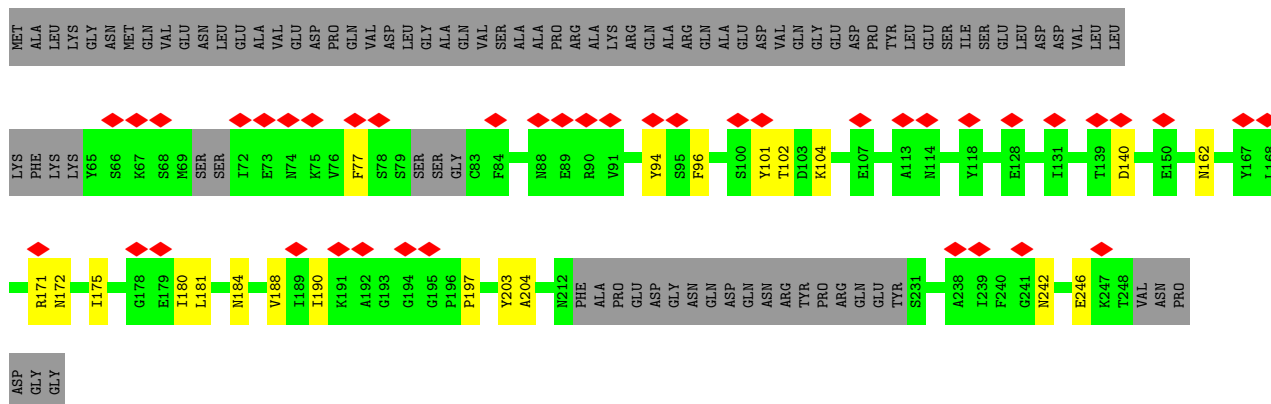 MET ALA LEU LYS GLY ASN MET GLN VAL GLU ASN LEU GLU ALA VAL GLU ASP PRO GLN VAL ASP LEU GLY ALA GLN VAL SER ALA ALA PRO ARG ALA LYS ARG GLN ALA ARG GLN ALA GLU ASP VAL GLN GLY GLU ASP PRO TYR LEU GLU SER ILE SER GLU LEU ASP ASP VAL LEU LEU
LYS PHE LYS LYS Y65 S66 K67 S68 M69 SER SER I72 E73 N74 K75 V76 F77 S78 S79 SER SER GLY C83 F84 N88 E89 R90 V91 Y94 S95 F96 S100 Y101 T102 D103 K104 E107 A113 N114 Y118 E128 I131 T139 D140 E150 N162 Y167 L168
R171 N172 I175 G178 E179 I180 L181 N184 V188 I189 I190 K191 A192 G193 G194 G195 P196 P197 Y203 A204 N212 PHE ALA PRO GLU ASP GLY ASN GLN ASP GLN ASN ARG TYR PRO ARG GLN GLU TYR S231 A238 I239 F240 G241 N242 E246 K247 T248 VAL ASN PRO
ASP GLY GLY